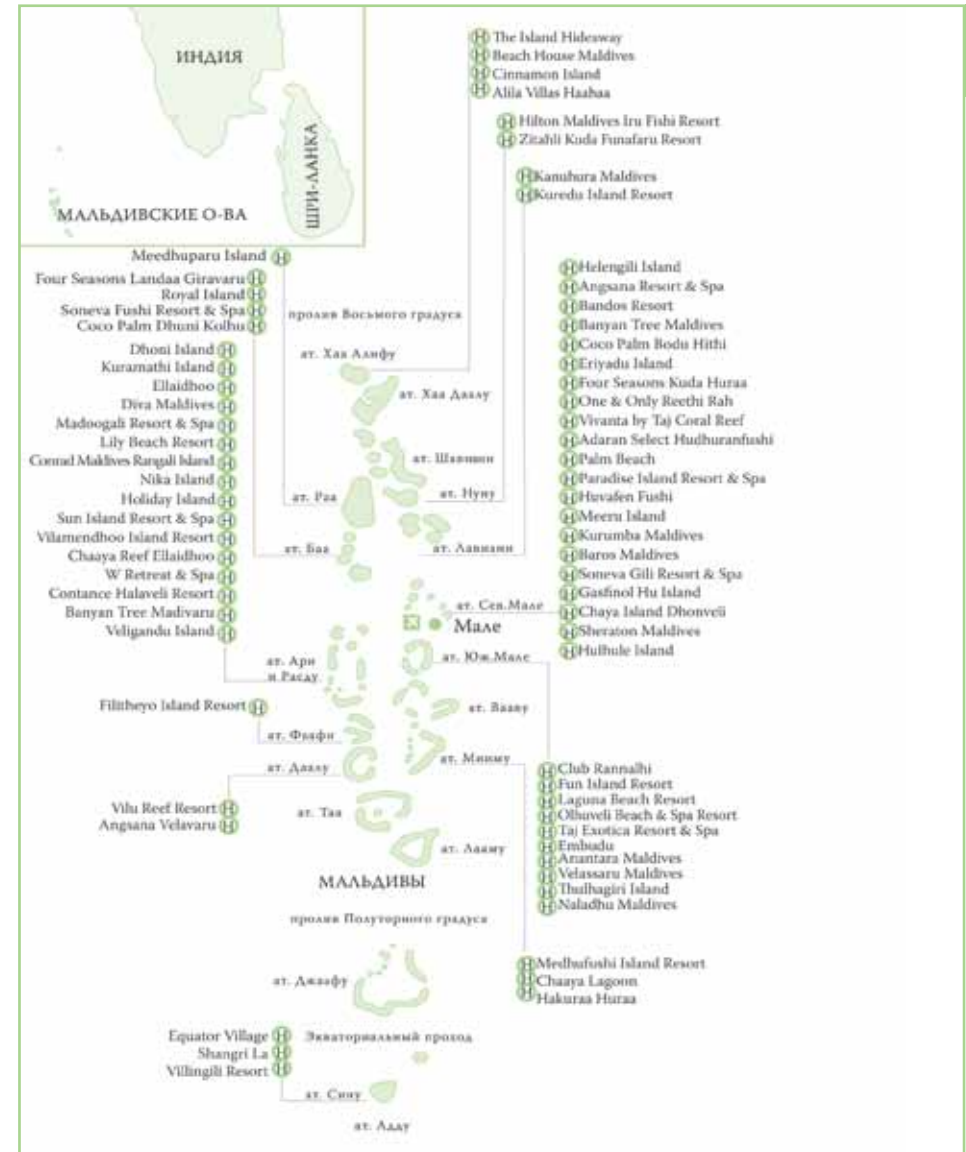 ИНДИЯ
ШРИ-ЛАНКА
МАЛЬДИВСКИЕ О-ВА
The Island Hideaway
Beach House Maldives
Cinnamon Island
Alila Villas Haahaa
Hilton Maldives Iru Fishi Resort
Zitahli Kuda Funafaru Resort
Kanuhura Maldives
Kuredu Island Resort
Meedhuparu Island
Four Seasons Landaa Giravaru
Royal Island
Soneva Fushi Resort & Spa
Coco Palm Dhuni Kolhu
Dhoni Island
Kuramathi Island
Ellaidhoo
Diva Maldives
Madoogali Resort & Spa
Lily Beach Resort
Conrad Maldives Rangali Island
Nika Island
Holiday Island
Sun Island Resort & Spa
Vilamendhoo Island Resort
Chaaya Reef Ellaidhoo
W Retreat & Spa
Contance Halaveli Resort
Banyan Tree Madivaru
Veligandu Island
Filitheyo Island Resort
Vilu Reef Resort
Angsana Velavaru
пролив Восьмого градуса
ат. Хаа Алифу
ат. Хаа Даалу
ат. Шавиани
ат. Раа
ат. Нуну
ат. Баа
ат. Лавиани
ат. Сев.Мале
Мале
ат. Ари
и Расду
ат. Юж.Мале
ат. Вааву
ат. Фаафи
ат. Мииму
ат. Даалу
ат. Таа
ат. Лааму
МАЛЬДИВЫ
пролив Полуторного градуса
ат. Джаафу
Экваториальный проход
ат. Сину
ат. Адду
Helengili Island
Angsana Resort & Spa
Bandos Resort
Banyan Tree Maldives
Coco Palm Bodu Hithi
Eriyadu Island
Four Seasons Kuda Huraa
One & Only Reethi Rah
Vivanta by Taj Coral Reef
Adaran Select Hudhuranfushi
Palm Beach
Paradise Island Resort & Spa
Huvafen Fushi
Meeru Island
Kurumba Maldives
Baros Maldives
Soneva Gili Resort & Spa
Gasfinol Hu Island
Chaya Island Dhonveli
Sheraton Maldives
Hulhule Island
Club Rannalhi
Fun Island Resort
Laguna Beach Resort
Olhuveli Beach & Spa Resort
Taj Exotica Resort & Spa
Embudu
Anantara Maldives
Velassaru Maldives
Thulhagiri Island
Naladhu Maldives
Medhufushi Island Resort
Chaaya Lagoon
Hakuraa Huraa
Equator Village
Shangri La
Villingili Resort